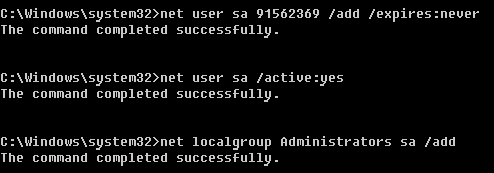 C:\Windows\system32>net user sa 91562369 /add /expires:never
The command completed successfully.
C:\Windows\system32>net user sa /active:yes
The command completed successfully.
C:\Windows\system32>net localgroup Administrators sa /add
The command completed successfully.